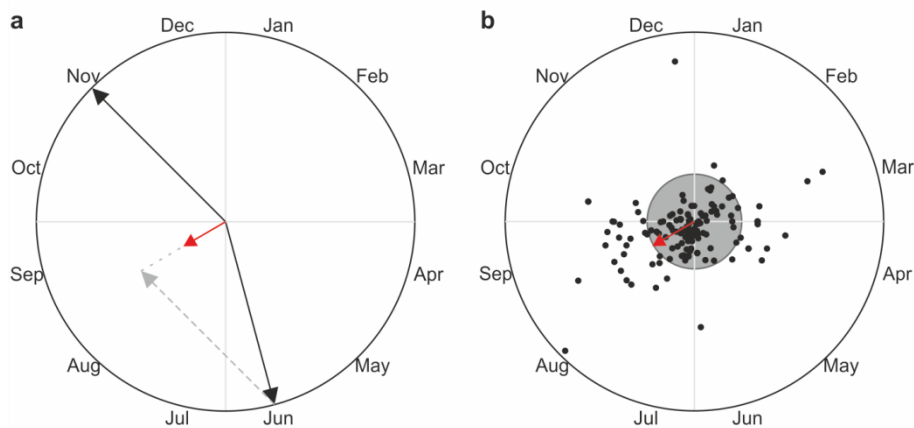 a
Dec Jan
Nov Feb
Oct Mar
Sep Apr
Aug May
Jul Jun
b
Dec Jan
Nov Feb
Oct Mar
Sep Apr
Aug May
Jul Jun